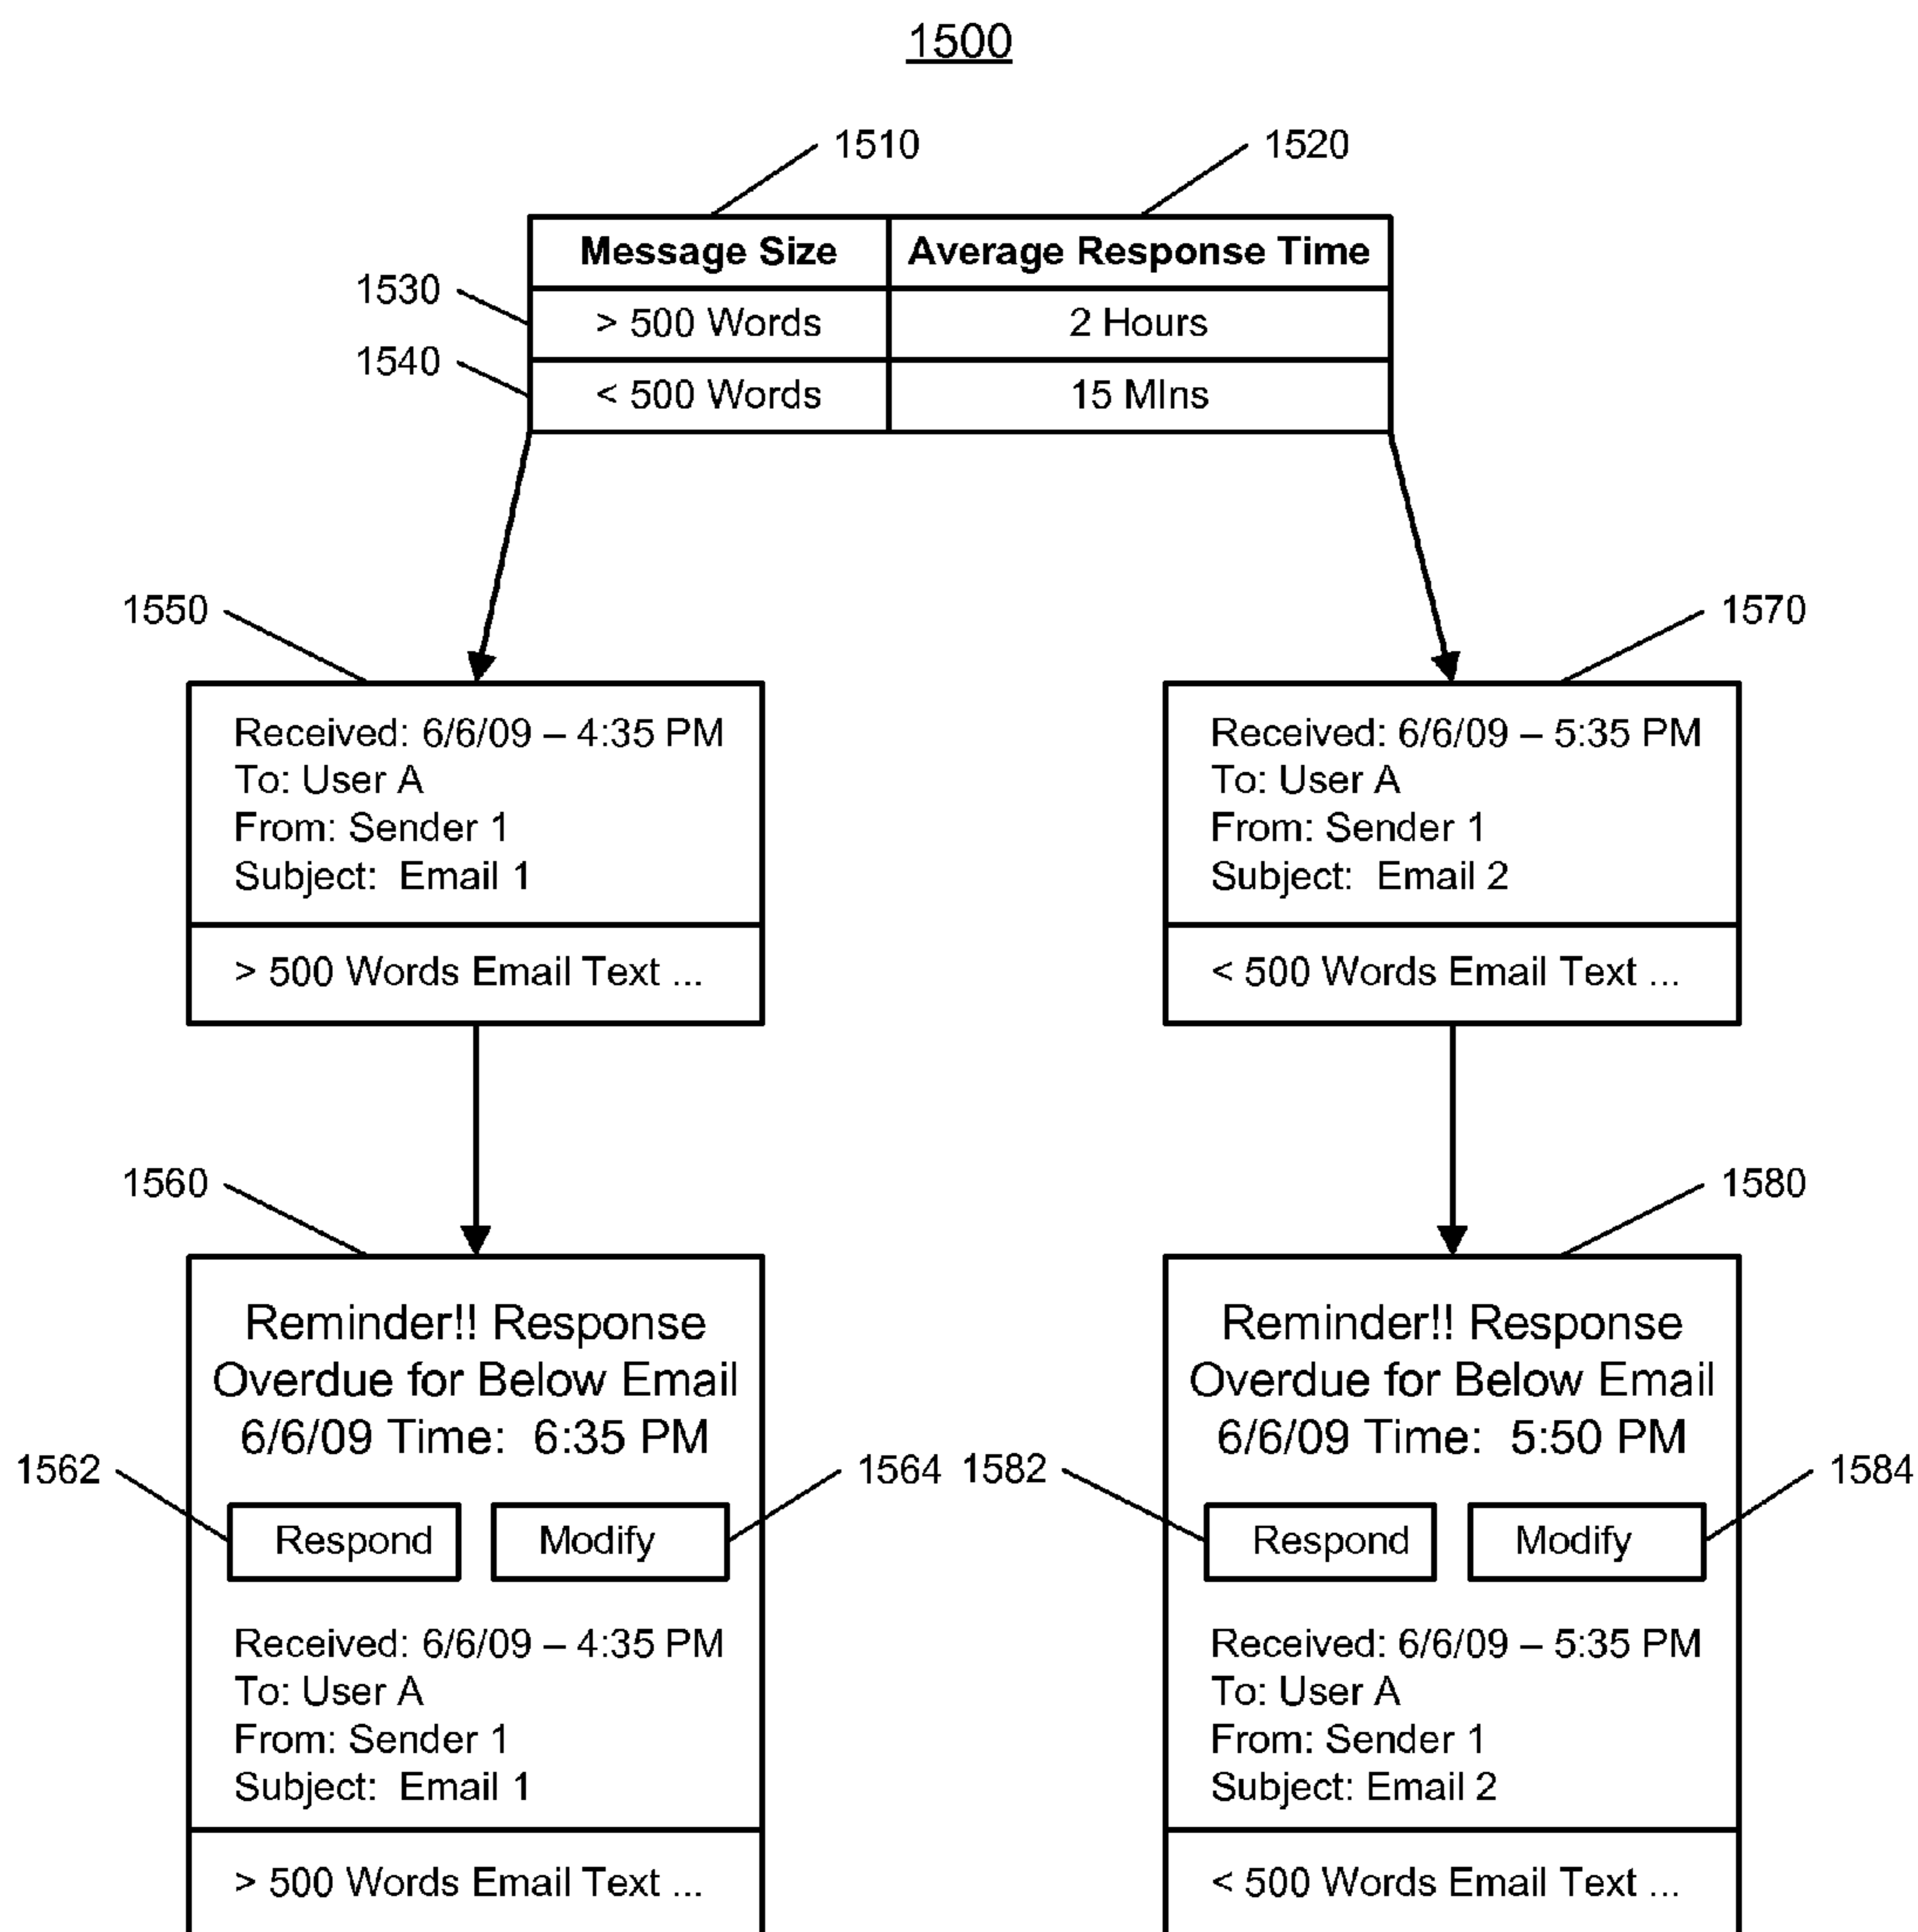 1500
1510
1520
Message Size
Average Response Time
1530
> 500 Words
2 Hours
1540
< 500 Words
15 MIns
1550
Received: 6/6/09 – 4:35 PM
To: User A
From: Sender 1
Subject:  Email 1
> 500 Words Email Text ...
1570
Received: 6/6/09 – 5:35 PM
To: User A
From: Sender 1
Subject:  Email 2
< 500 Words Email Text ...
1560
Reminder!! Response
Overdue for Below Email
6/6/09 Time:  6:35 PM
1562
1564
Respond
Modify
Received: 6/6/09 – 4:35 PM
To: User A
From: Sender 1
Subject:  Email 1
> 500 Words Email Text ...
1580
Reminder!! Response
Overdue for Below Email
6/6/09 Time:  5:50 PM
1582
1584
Respond
Modify
Received: 6/6/09 – 5:35 PM
To: User A
From: Sender 1
Subject: Email 2
< 500 Words Email Text ...